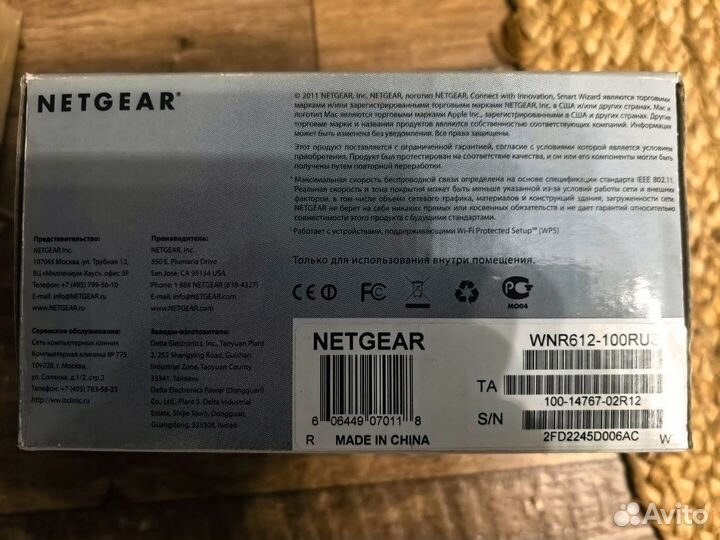 NETGEAR®
© 2011 NETGEAR, Inc. NETGEAR, логотип NETGEAR, Connect with Innovation, Smart Wizard являются торговыми
марками и/или зарегистрированными торговыми марками NETGEAR, Inc. в США и/или других странах. Mac и
логотип Mac являются торговыми марками Apple Inc., зарегистрированными в США и других странах. Другие
торговые марки и названия продуктов являются собственностью соответствующих компаний. Информация
может быть изменена без уведомления. Все права защищены.
Этот продукт поставляется с ограниченной гарантией, согласие с условиями которой является условием
приобретения. Продукт был протестирован на соответствие качества, и он или его компоненты могли быть
получены путем повторной переработки.
¹ Максимальная скорость беспроводной связи определена на основе спецификации стандарта IEEE 802.11.
Реальная скорость и зона покрытия может быть меньше указанной из-за условий работы сети и внешних
факторов, в том числе объема сетевого трафика, материалов и конструкций здания, загруженности сети.
NETGEAR не берет на себя никаких прямых или косвенных обязательств и не дает гарантий относительно
совместимости этого продукта с будущими стандартами.
Работает с устройствами, поддерживающими Wi-Fi Protected Setup™ (WPS)
Только для использования внутри помещения.
Представительство:
NETGEAR Inc.
107045 Москва, ул. Трубная 12,
БЦ «Миллениум-Хаус», офис 5F
Телефон: +7 (495) 799-56-10
E-mail: info@NETGEAR.ru
www.NETGEAR.ru
Произведено:
NETGEAR, Inc.
350 E. Plumeria Drive
San Jose, CA 95134 USA
Phone: 1 888 NETGEAR (638-4327)
E-mail: info@NETGEAR.com
www.NETGEAR.com
Сервисное обслуживание:
Сеть компьютерных клиник
Компьютерная клиника № 775
109028, г. Москва,
ул. Солянка, д.1/2, стр.2
Телефон: +7 (495) 783-56-33
www.itclinic.ru
Заводы-изготовители:
Delta Electronics, Inc., Taoyuan Plant
2, 252 Shangying Road, Guishan
Industrial Zone, Taoyuan County
33341, Тайвань
Delta Electronics Power (Dongguan)
Co., Ltd., Plant 5. Delta Industrial
Estate, Shijie Town, Dongguan,
Guangdong, 523308, Китай
CE FC
РС
МО04
NETGEAR
WNR612-100RUS
TA
100-14767-02R12
S/N
2FD2245D006AC
6 06449 07011 8
R MADE IN CHINA W
Avito